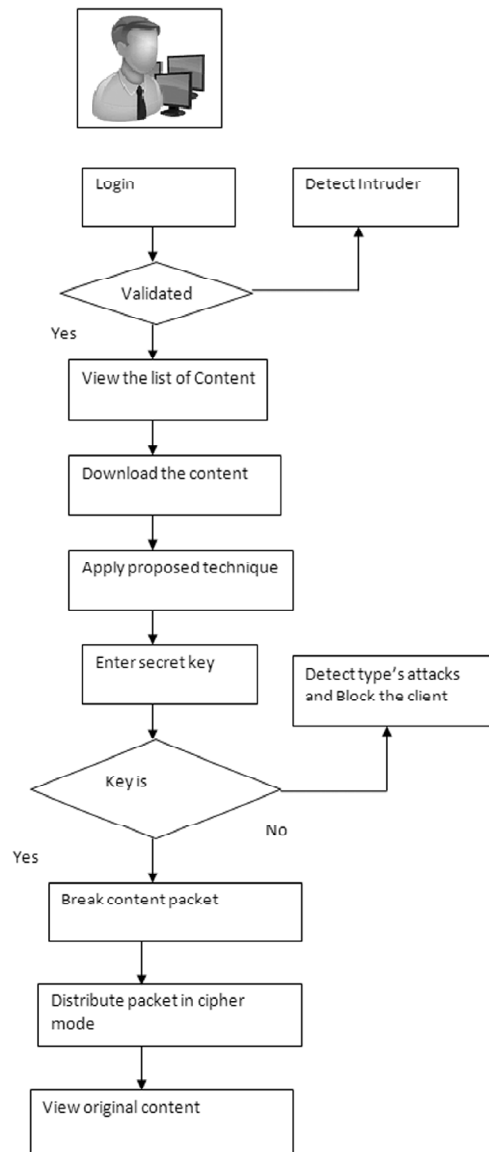 Login
Detect Intruder
Validated
Yes
View the list of Content
Download the content
Apply proposed technique
Enter secret key
Detect type's attacks
and Block the client
Key is
No
Yes
Break content packet
Distribute packet in cipher
mode
View original content